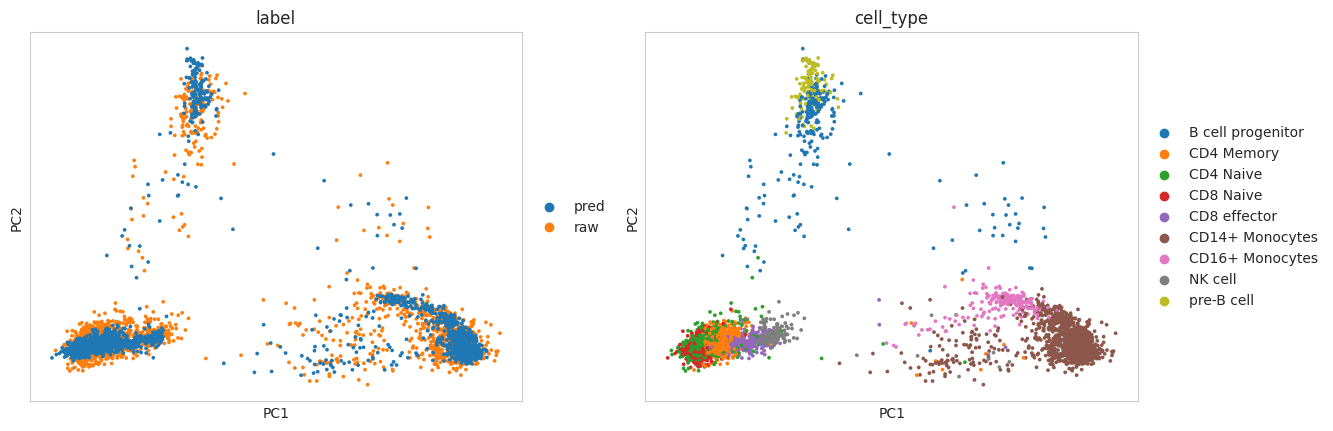 label
PC2
PC1
pred
raw
cell_type
PC2
PC1
B cell progenitor
CD4 Memory
CD4 Naive
CD8 Naive
CD8 effector
CD14+ Monocytes
CD16+ Monocytes
NK cell
pre-B cell